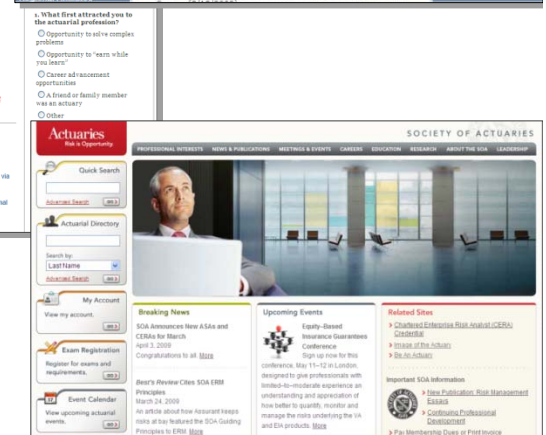 1. What first attracted you to
the actuarial profession?
Opportunity to solve complex
problems
Opportunity to "earn while
you learn"
Career advancement
opportunities
A friend or family member
was an actuary
Other
via
Actuaries
Risk is Opportunity
SOCIETY OF ACTUARIES
PROFESSIONAL INTERESTS NEWS & PUBLICATIONS MEETINGS & EVENTS CAREERS EDUCATION RESEARCH ABOUT THE SOA LEADERSHIP
Quick Search
Advanced Search
Actuarial Directory
Search by:
Last Name
Advanced Search
My Account
View my account.
Exam Registration
Register for exams and
requirements.
Event Calendar
View upcoming actuarial
events.
Breaking News
SOA Announces New ASAs and
CERAs for March
April 3, 2009
Congratulations to all. More
Best's Review Cites SOA ERM
Principles
March 24, 2009
An article about how Assurant keeps
risks at bay featured the SOA Guiding
Principles to ERM. More
Upcoming Events
Equity-Based
Insurance Guarantees
Conference
Sign up now for this
conference, May 11-12 in London,
designed to give professionals with
limited-to-moderate experience an
understanding and appreciation of
how better to quantify, monitor and
manage the risks underlying the VA
and EIA products. More
Related Sites
Chartered Enterprise Risk Analyst (CERA)
Credential
Image of the Actuary
Be An Actuary
Important SOA Information
New Publication: Risk Management
Essays
Continuing Professional
Development
Pay Membership Dues or Print Invoice